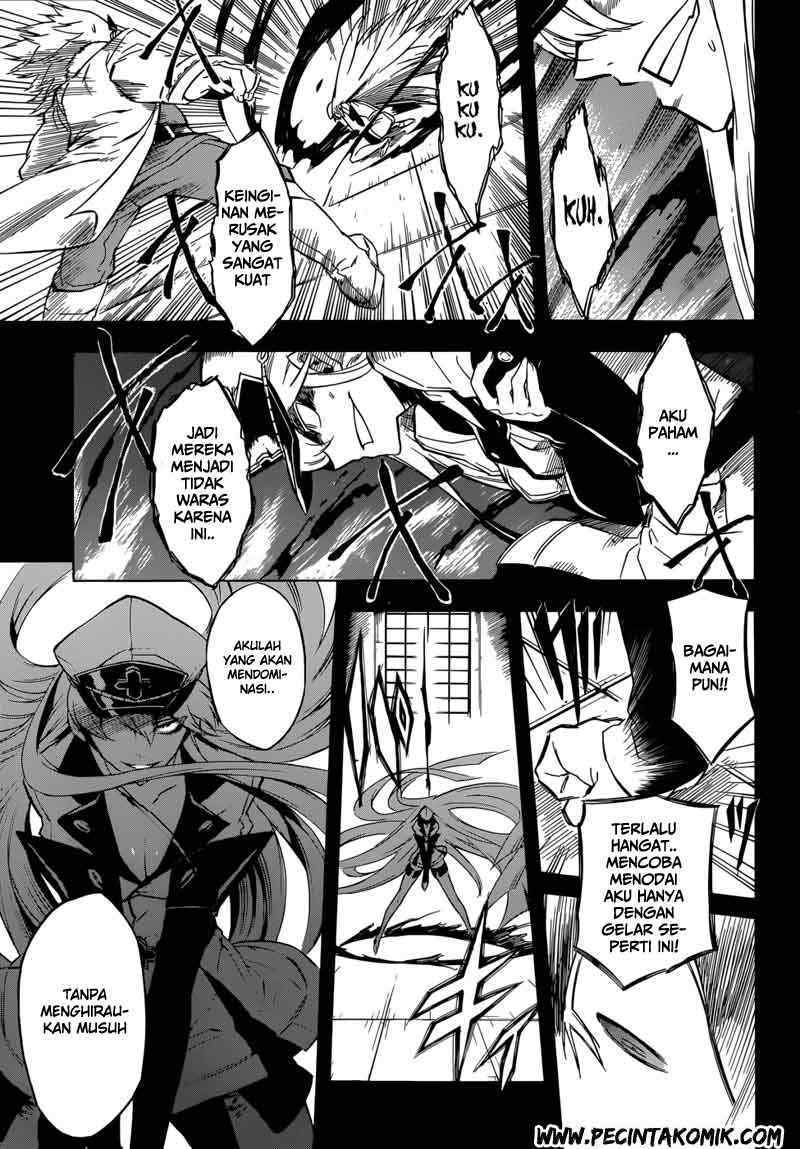 KUH.
KU
KU
KU.
KEINGI-
NAN ME-
RUSAK
YANG
SANGAT
KUAT
AKU
PAHAM
...
JADI
MEREKA
MENJADI
TIDAK
WARAS
KARENA
INI..
BAGAI-
MANA
PUN!!
TERLALU
HANGAT..
MENCOBA
MENODAI
AKU HANYA
DENGAN
GELAR SE-
PERTI INI!
AKULAH
YANG AKAN
MENDOMI-
NASI..
TANPA
MENGHIRAU-
KAN MUSUH
WWW.PECINTAKOMIK.COM